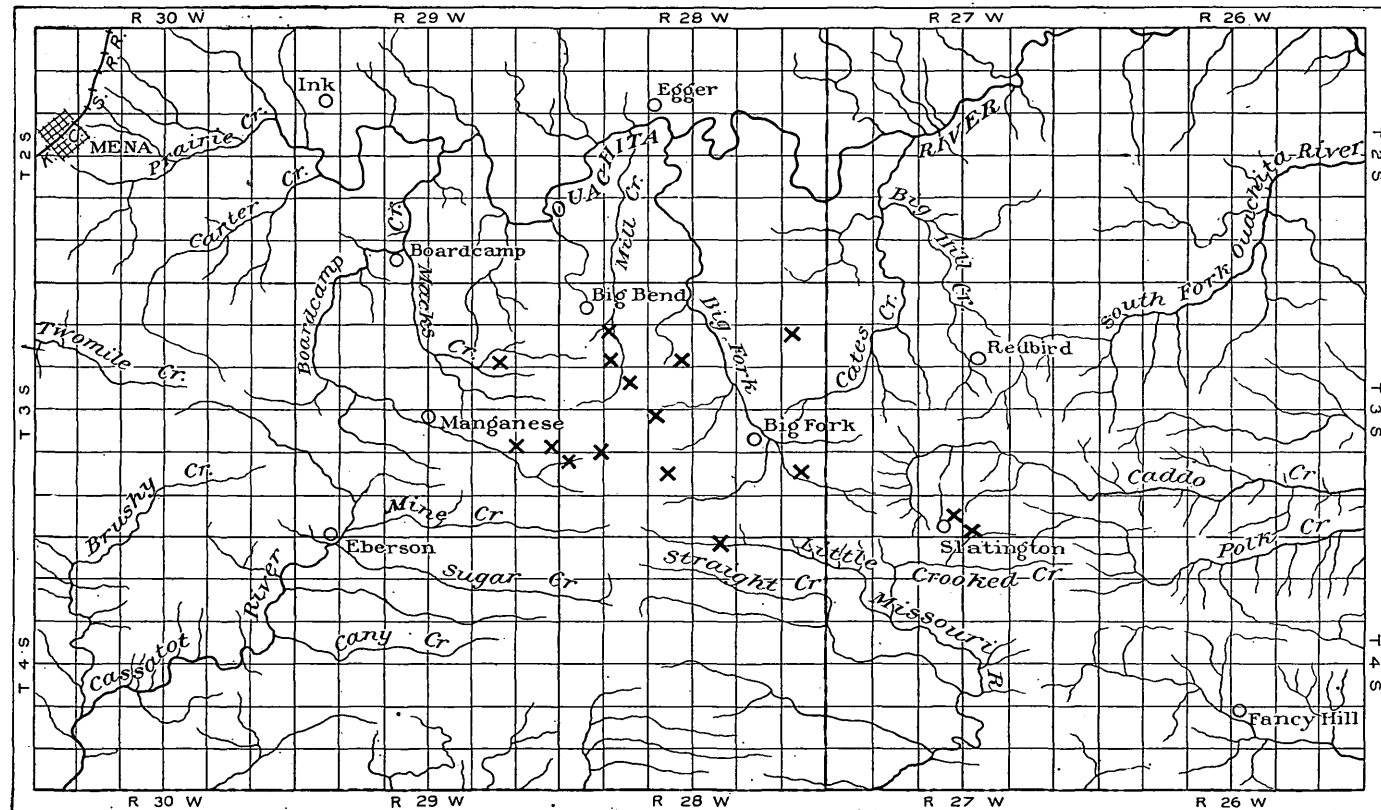 R 30 W R 29 W R 28 W R 27 W R 26 W
K. C. S. R. R.
Ink
Egger
MENA
Prairie Cr.
T 2 S
T 2 S
RIVER
OUACHITA
Canter Cr.
Mill Cr.
Big Hill Cr.
South Fork Ouachita River
Boardcamp
Boardcamp Cr.
Macks Cr.
Big Bend
Big Fork
Cates Cr.
Redbird
Twomile Cr.
T 3 S
T 3 S
Manganese
Big Fork
Brushy Cr.
Caddo Cr
Mine Cr
Polk Cr
Eberson
Slatington
Sugar Cr
Straight Cr
Little Missouri R
Crooked Cr
Cany Cr
Cassatot River
T 4 S
T 4 S
Fancy Hill
R 30 W R 29 W R 28 W R 27 W R 26 W